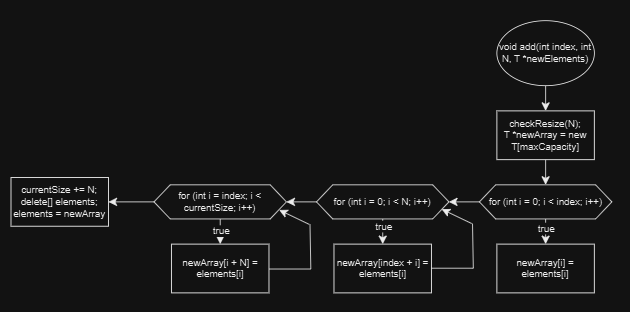 void add(int index, int
N, T *newElements)
checkResize(N);
T *newArray = new
T[maxCapacity]
for (int i = 0; i < index; i++)
true
newArray[i] =
elements[i]
for (int i = 0; i < N; i++)
true
newArray[index + i] =
elements[i]
for (int i = index; i <
currentSize; i++)
true
newArray[i + N] =
elements[i]
currentSize += N;
delete[] elements;
elements = newArray